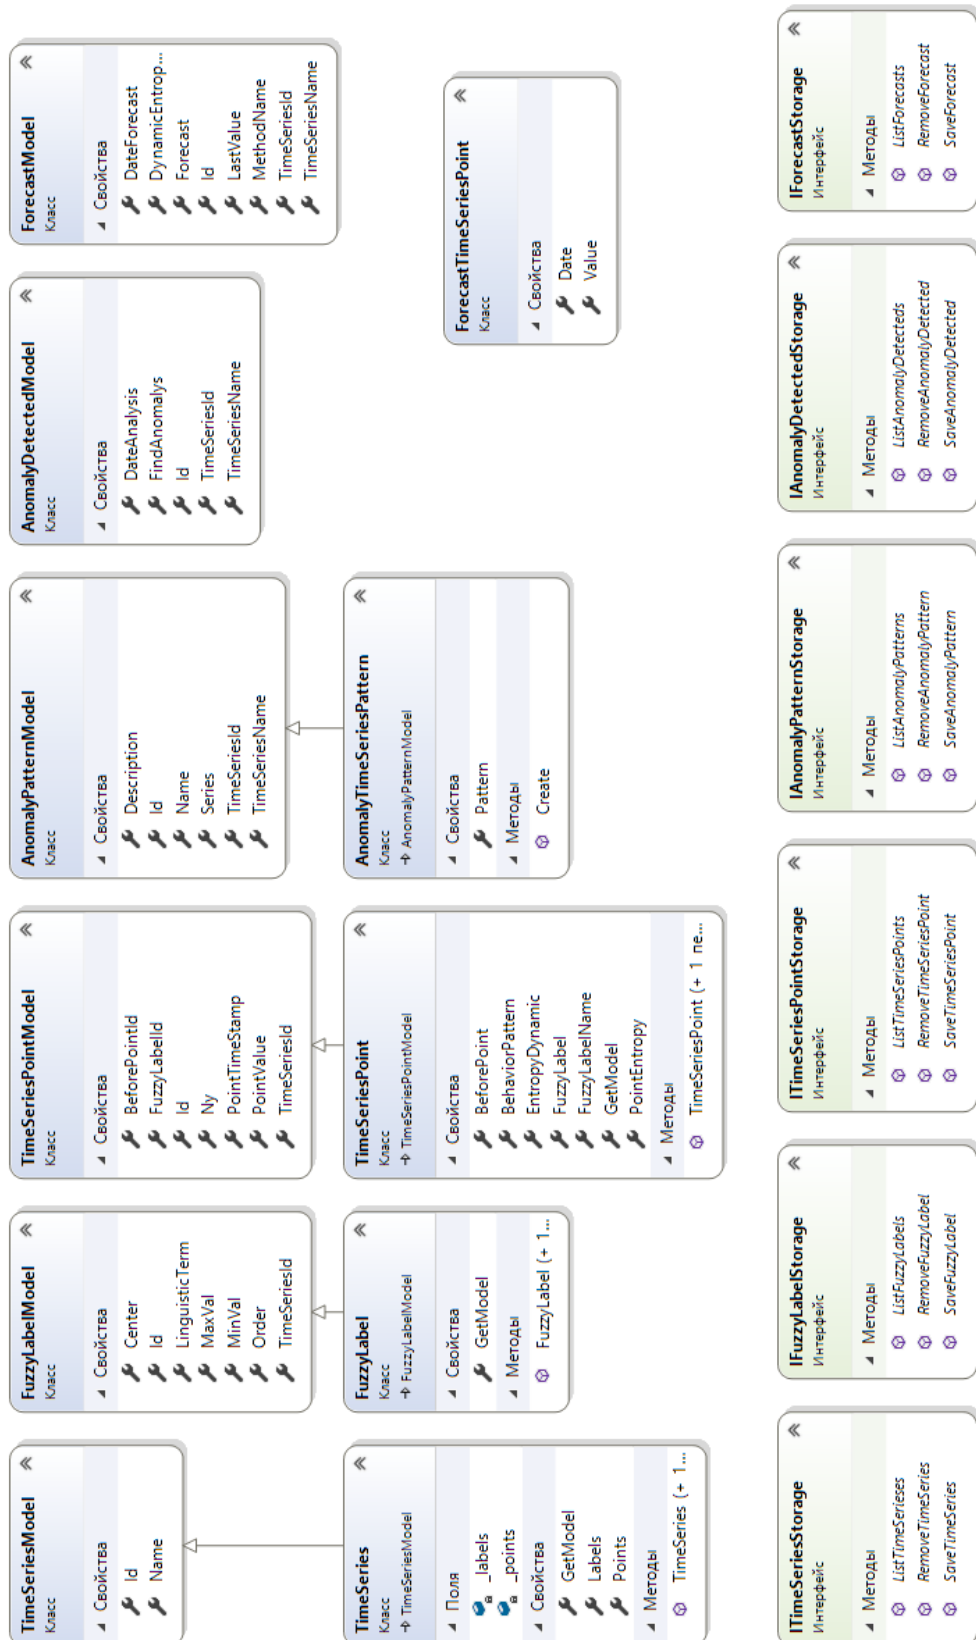 TimeSeriesModel
Класс
Свойства
Id
Name
FuzzyLabelModel
Класс
Свойства
Center
Id
LinguisticTerm
MaxVal
MinVal
Order
TimeSeriesId
TimeSeriesPointModel
Класс
Свойства
BeforePointId
FuzzyLabelId
Id
Ny
PointTimeStamp
PointValue
TimeSeriesId
AnomalyPatternModel
Класс
Свойства
Description
Id
Name
Series
TimeSeriesId
TimeSeriesName
AnomalyDetectedModel
Класс
Свойства
DateAnalysis
FindAnomalys
Id
TimeSeriesId
TimeSeriesName
ForecastModel
Класс
Свойства
DateForecast
DynamicEntrop...
Forecast
Id
LastValue
MethodName
TimeSeriesId
TimeSeriesName
TimeSeries
Класс
TimeSeriesModel
Поля
_labels
_points
Свойства
GetModel
Labels
Points
Методы
TimeSeries (+ 1...
FuzzyLabel
Класс
FuzzyLabelModel
Свойства
GetModel
Методы
FuzzyLabel (+ 1...
TimeSeriesPoint
Класс
TimeSeriesPointModel
Свойства
BeforePoint
BehaviorPattern
EntropyDynamic
FuzzyLabel
FuzzyLabelName
GetModel
PointEntropy
Методы
TimeSeriesPoint (+ 1 пе...
AnomalyTimeSeriesPattern
Класс
AnomalyPatternModel
Свойства
Pattern
Методы
Create
ForecastTimeSeriesPoint
Класс
Свойства
Date
Value
ITimeSeriesStorage
Интерфейс
Методы
ListTimeSerieses
RemoveTimeSeries
SaveTimeSeries
IFuzzyLabelStorage
Интерфейс
Методы
ListFuzzyLabels
RemoveFuzzyLabel
SaveFuzzyLabel
ITimeSeriesPointStorage
Интерфейс
Методы
ListTimeSeriesPoints
RemoveTimeSeriesPoint
SaveTimeSeriesPoint
IAnomalyPatternStorage
Интерфейс
Методы
ListAnomalyPatterns
RemoveAnomalyPattern
SaveAnomalyPattern
IAnomalyDetectedStorage
Интерфейс
Методы
ListAnomalyDetecteds
RemoveAnomalyDetected
SaveAnomalyDetected
IForecastStorage
Интерфейс
Методы
ListForecasts
RemoveForecast
SaveForecast